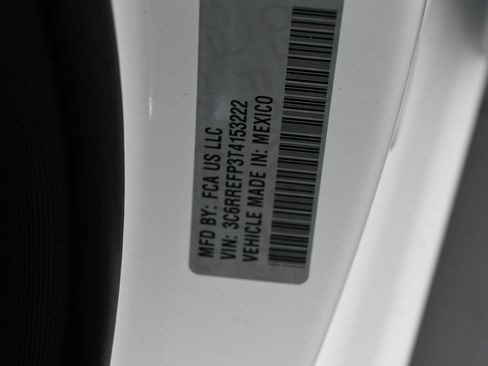 MFD BY: FCA US LLC
VIN: 3C6RREFP3T4153222
VEHICLE MADE IN: MEXICO